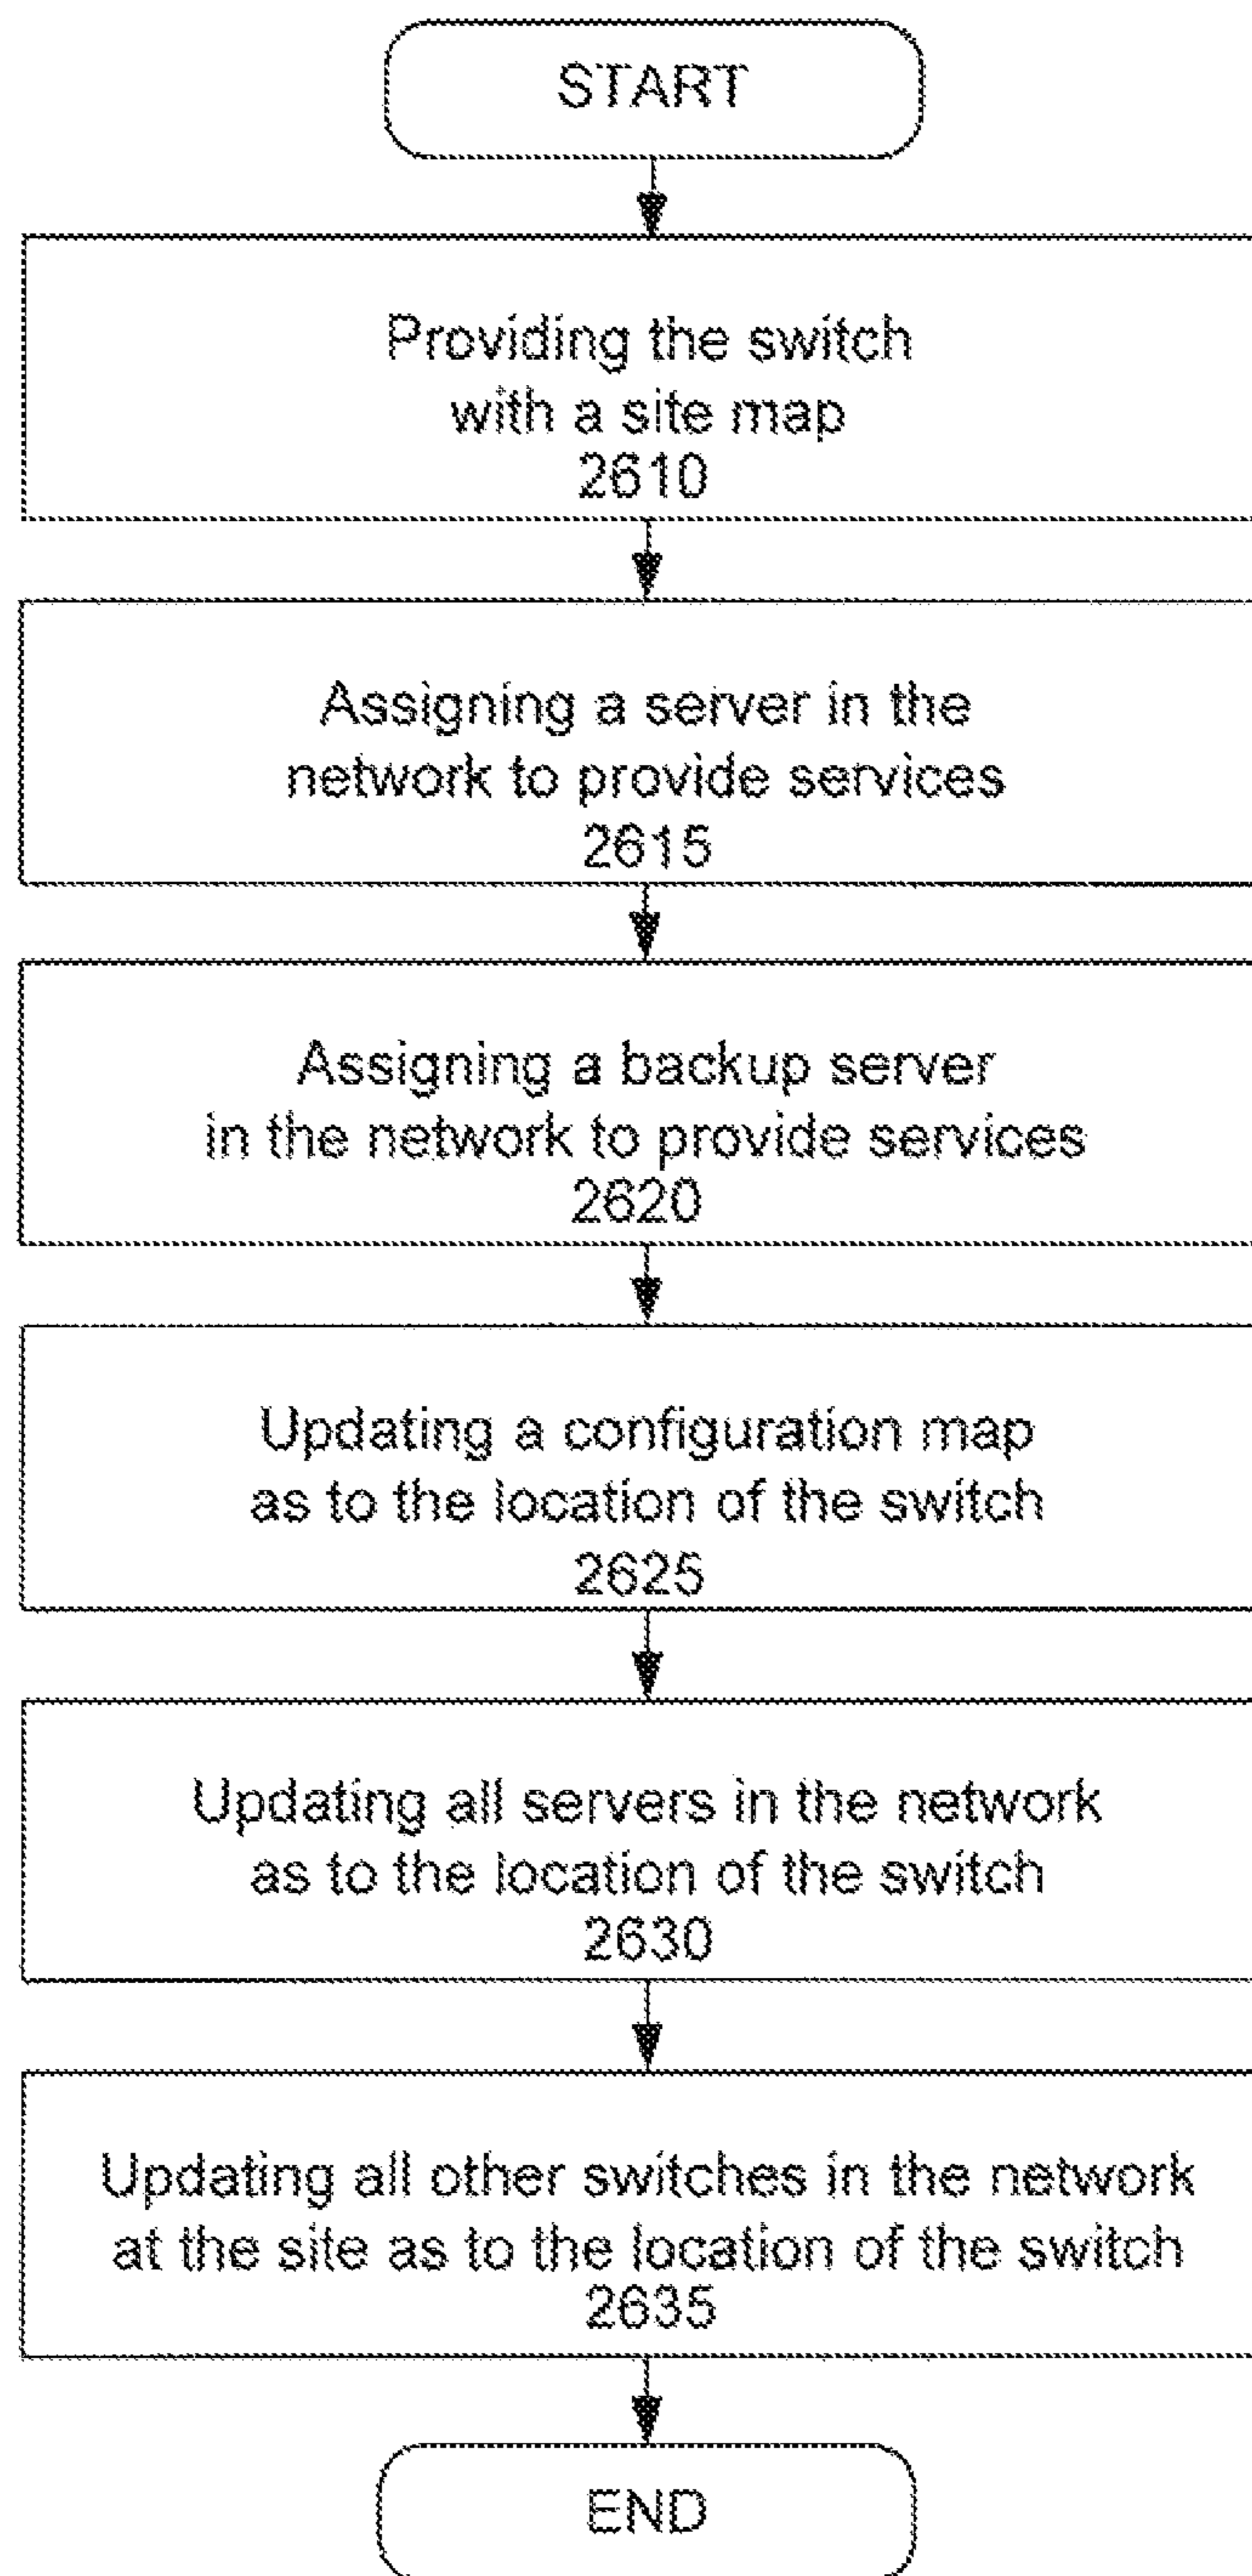 START
Providing the switch
with a site map
2610
Assigning a server in the
network to provide services
2615
Assigning a backup server
in the network to provide services
2620
Updating a configuration map
as to the location of the switch
2625
Updating all servers in the network
as to the location of the switch
2630
Updating all other switches in the network
at the site as to the location of the switch
2635
END